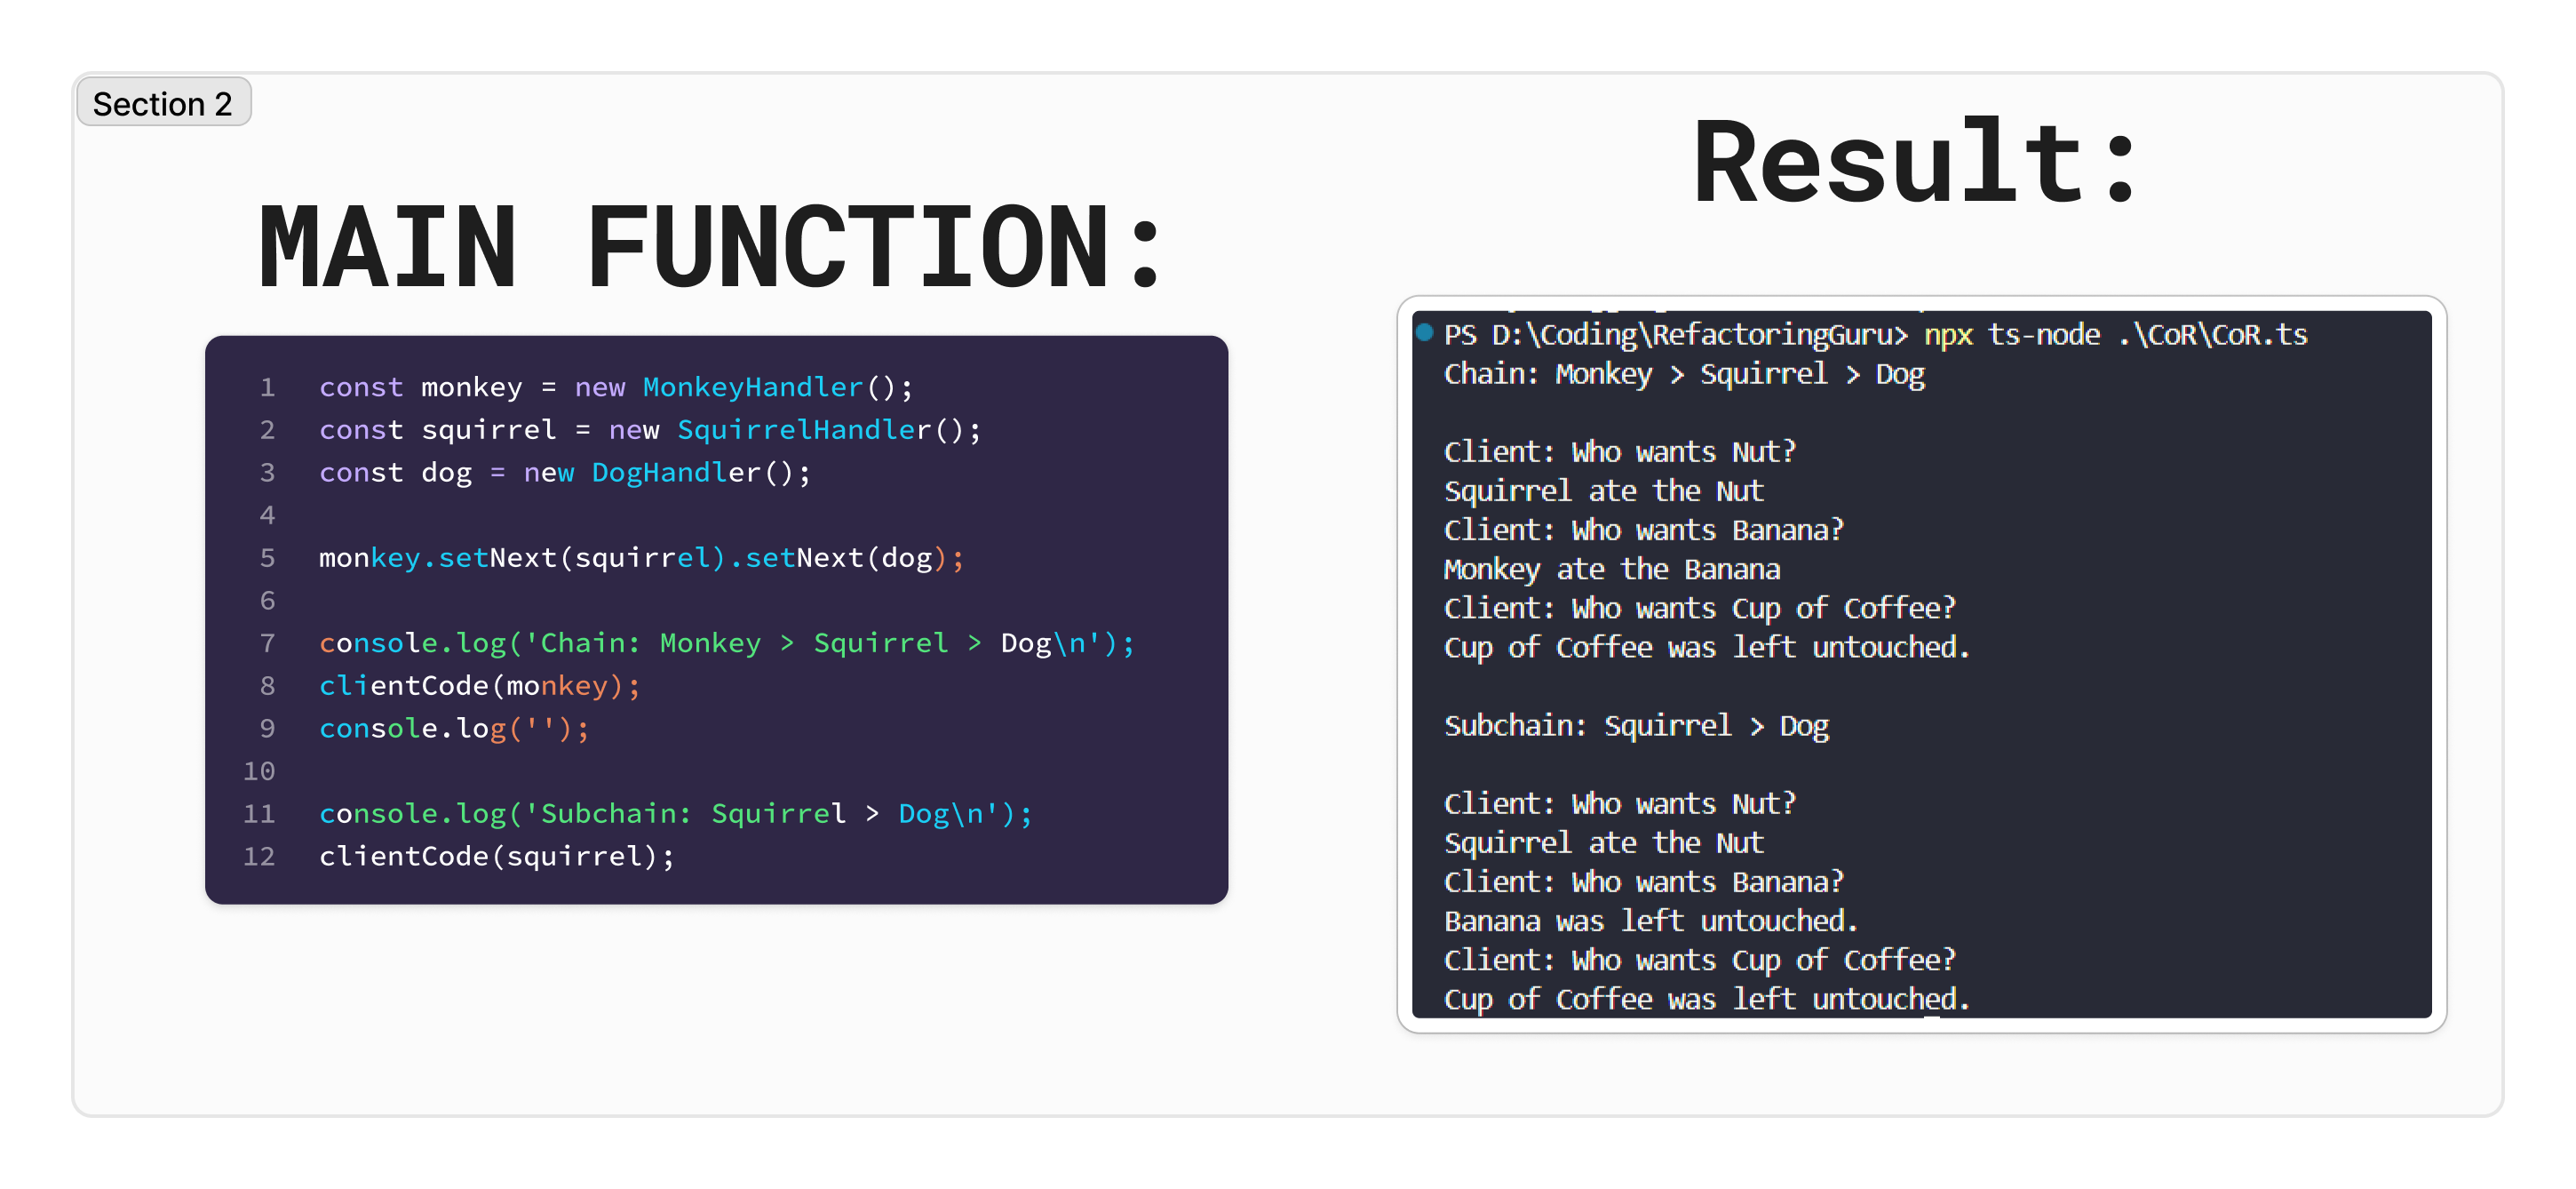 Section 2
MAIN FUNCTION:
1 const monkey = new MonkeyHandler();
2 const squirrel = new SquirrelHandler();
3 const dog = new DogHandler();
4
5 monkey.setNext(squirrel).setNext(dog);
6
7 console.log('Chain: Monkey > Squirrel > Dog\n');
8 clientCode(monkey);
9 console.log('');
10
11 console.log('Subchain: Squirrel > Dog\n');
12 clientCode(squirrel);
Result:
PS D:\Coding\RefactoringGuru> npx ts-node .\CoR\CoR.ts
Chain: Monkey > Squirrel > Dog
Client: Who wants Nut?
Squirrel ate the Nut
Client: Who wants Banana?
Monkey ate the Banana
Client: Who wants Cup of Coffee?
Cup of Coffee was left untouched.
Subchain: Squirrel > Dog
Client: Who wants Nut?
Squirrel ate the Nut
Client: Who wants Banana?
Banana was left untouched.
Client: Who wants Cup of Coffee?
Cup of Coffee was left untouched.